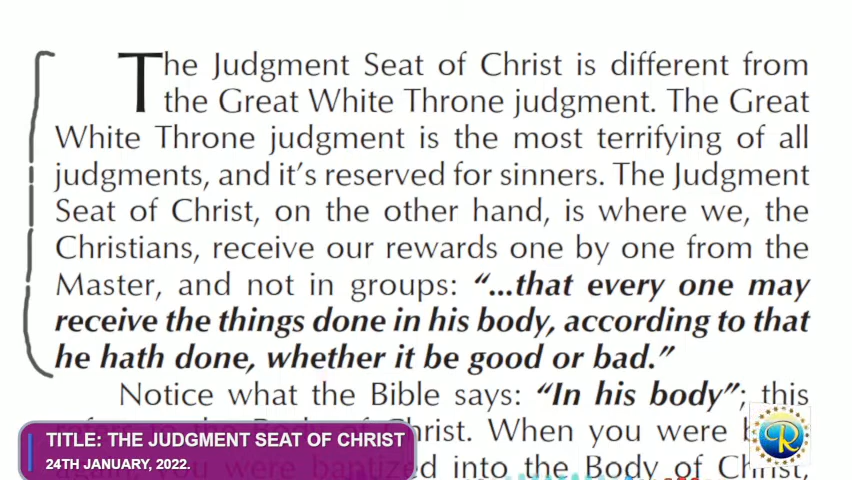 The Judgment Seat of Christ is different from
the Great White Throne judgment. The Great
White Throne judgment is the most terrifying of all
judgments, and it's reserved for sinners. The Judgment
Seat of Christ, on the other hand, is where we, the
Christians, receive our rewards one by one from the
Master, and not in groups: “...that every one may
receive the things done in his body, according to that
he hath done, whether it be good or bad.”
Notice what the Bible says: “In his body”; this
Christ. When you were
TITLE: THE JUDGMENT SEAT OF CHRIST
24TH JANUARY, 2022.
into the Body of Christ,
R